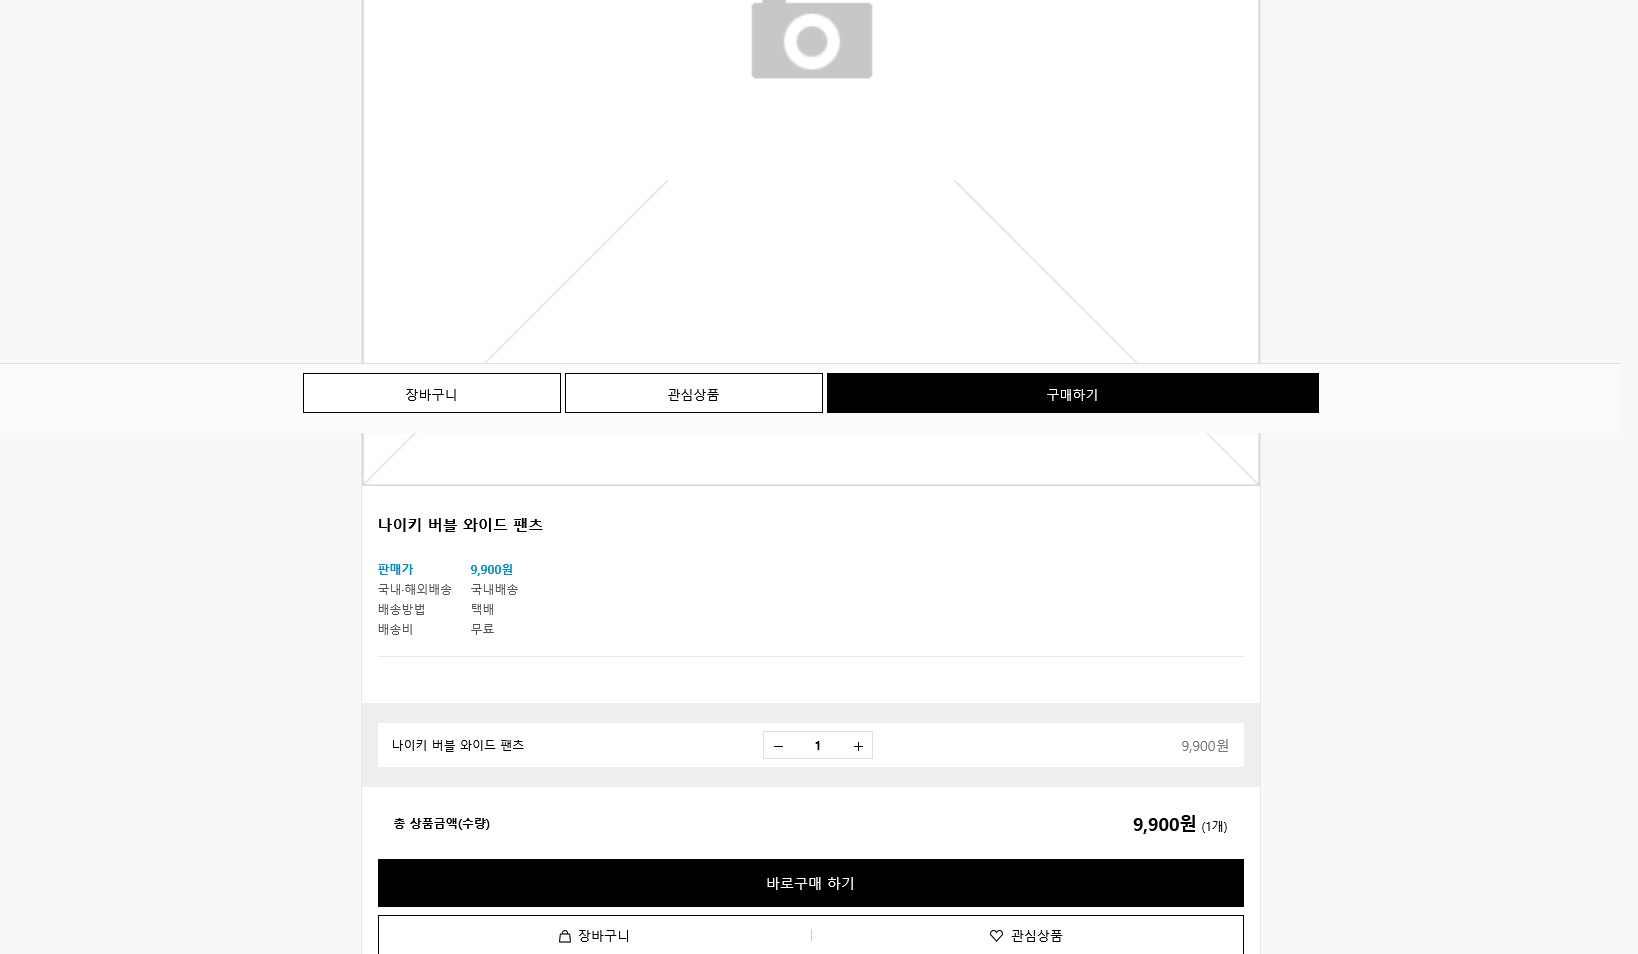 장바구니 관심상품 구매하기
나이키 버블 와이드 팬츠
판매가 9,900원
국내·해외배송 국내배송
배송방법 택배
배송비 무료
나이키 버블 와이드 팬츠 1 9,900원
총 상품금액(수량) 9,900원 (1개)
바로구매 하기
장바구니 관심상품